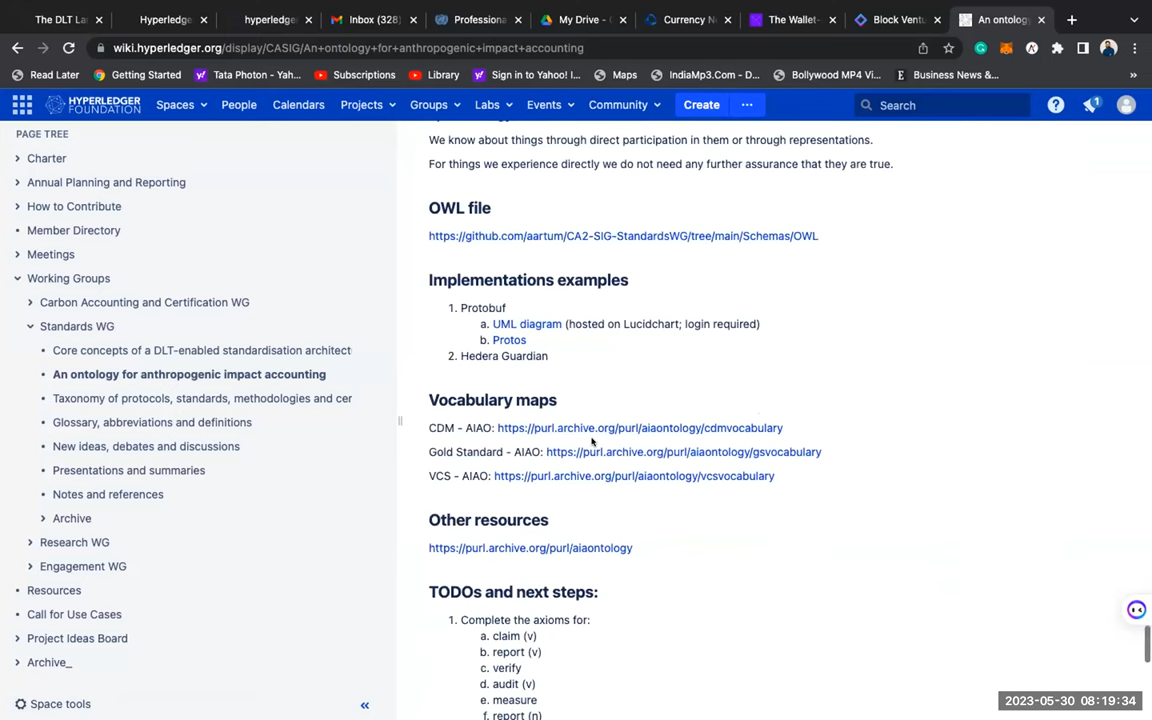 The DLT La
Hyperledge
hyperledger
Inbox (328)
Professiona
My Drive - G
Currency N
The Wallet-
Block Ventu
An ontology
wiki.hyperledger.org/display/CASIG/An+ontology+for+anthropogenic+impact+accounting
Read Later
Getting Started
Tata Photon - Yah...
Subscriptions
Library
Sign in to Yahoo! I...
Maps
IndiaMp3.Com – D...
Bollywood MP4 Vi...
Business News &...
HYPERLEDGER
FOUNDATION
Spaces
People
Calendars
Projects
Groups
Labs
Events
Community
Create
Search
1
PAGE TREE
Charter
Annual Planning and Reporting
How to Contribute
Member Directory
Meetings
Working Groups
Carbon Accounting and Certification WG
Standards WG
Core concepts of a DLT-enabled standardisation architect
An ontology for anthropogenic impact accounting
Taxonomy of protocols, standards, methodologies and cer
Glossary, abbreviations and definitions
New ideas, debates and discussions
Presentations and summaries
Notes and references
Archive
Research WG
Engagement WG
Resources
Call for Use Cases
Project Ideas Board
Archive_
Space tools
We know about things through direct participation in them or through representations.
For things we experience directly we do not need any further assurance that they are true.
OWL file
https://github.com/aartum/CA2-SIG-StandardsWG/tree/main/Schemas/OWL
Implementations examples
1. Protobuf
a. UML diagram (hosted on Lucidchart; login required)
b. Protos
2. Hedera Guardian
Vocabulary maps
CDM - AIAO: https://purl.archive.org/purl/aiaontology/cdmvocabulary
Gold Standard - AIAO: https://purl.archive.org/purl/aiaontology/gsvocabulary
VCS - AIAO: https://purl.archive.org/purl/aiaontology/vcsvocabulary
Other resources
https://purl.archive.org/purl/aiaontology
TODOs and next steps:
1. Complete the axioms for:
a. claim (v)
b. report (v)
c. verify
d. audit (v)
e. measure
f. report (n)
2023-05-30 08:19:34